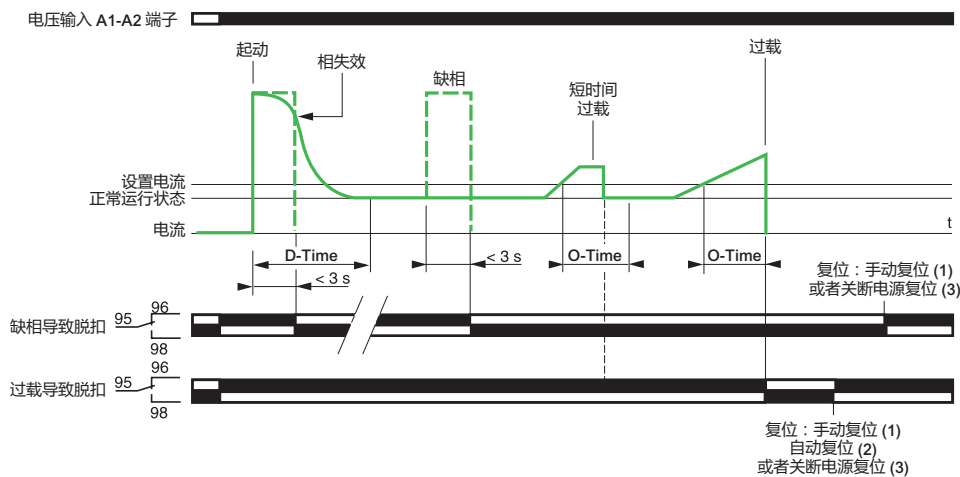 电压输入 A1-A2 端子
起动
相失效
缺相
短时间
过载
过载
设置电流
正常运行状态
电流
t
D-Time
< 3 s
O-Time
O-Time
< 3 s
复位：手动复位 (1)
或者关断电源复位 (3)
缺相导致脱扣
95
96
98
过载导致脱扣
95
96
98
复位：手动复位 (1)
自动复位 (2)
或者关断电源复位 (3)